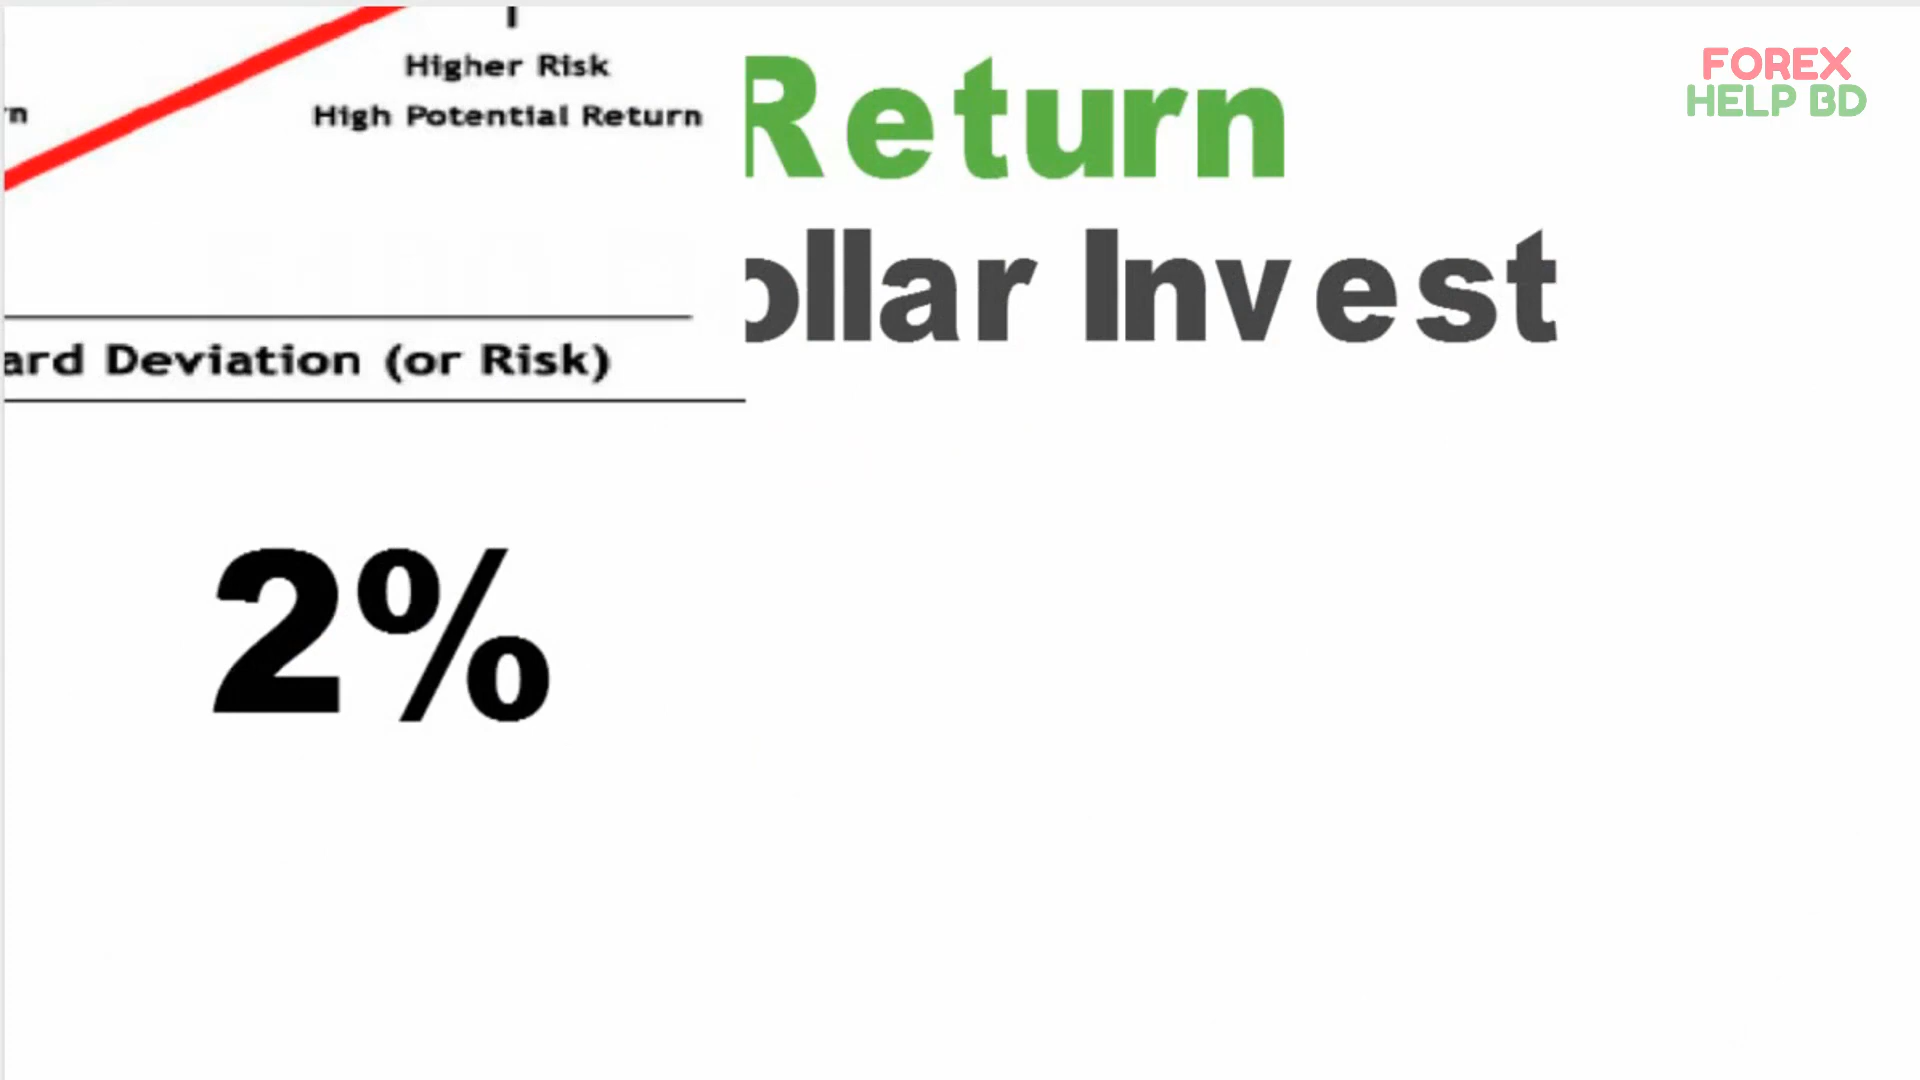 Higher Risk
High Potential Return
ard Deviation (or Risk)
Return
ollar Invest
2%
FOREX
HELP BD